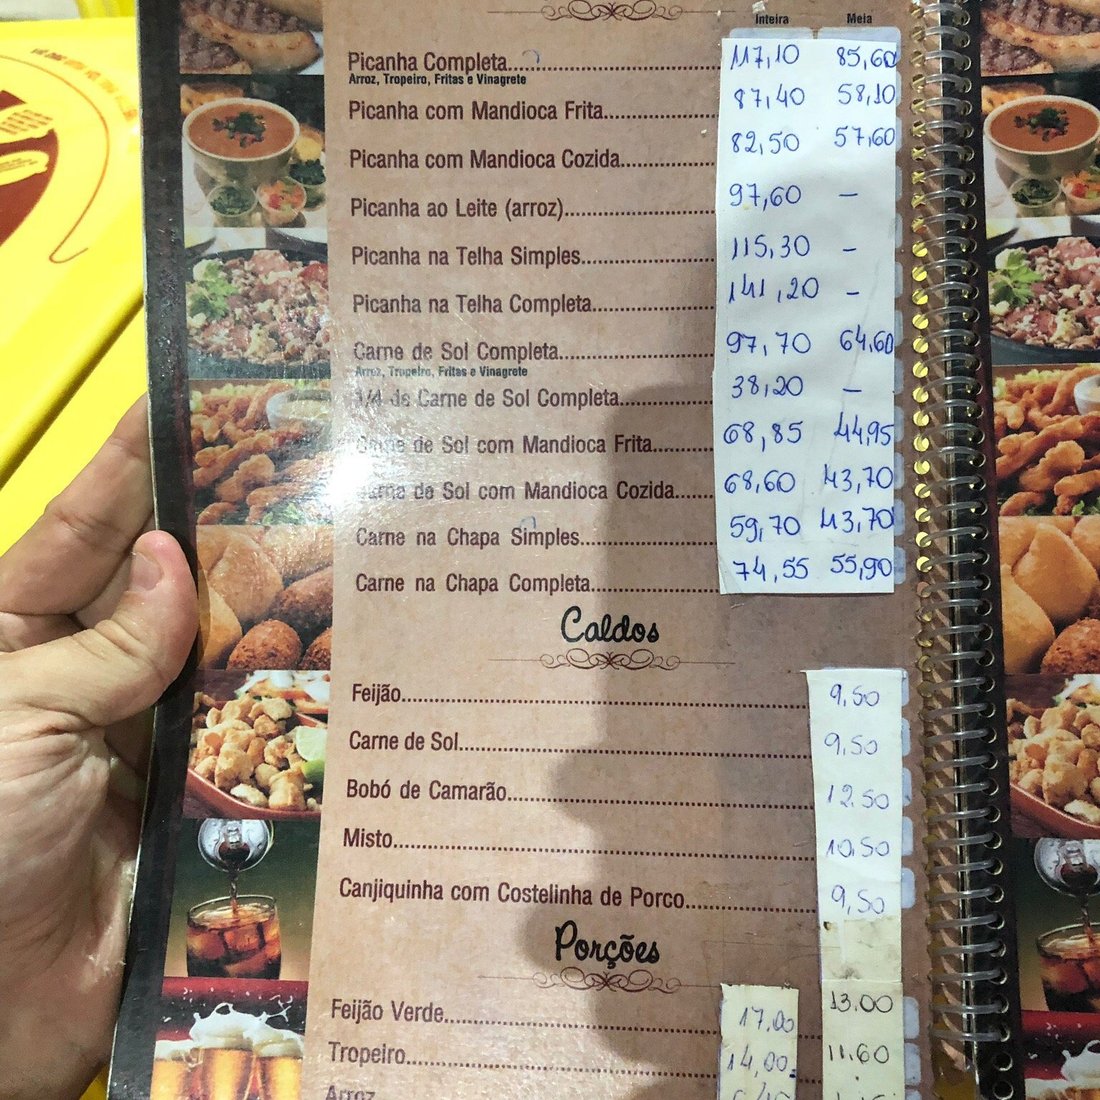 Inteira Meia
Picanha Completa 117,10 85,60
Arroz, Tropeiro, Fritas e Vinagrete
Picanha com Mandioca Frita 87,40 58,10
Picanha com Mandioca Cozida 82,50 57,60
Picanha ao Leite (arroz) 97,60 –
Picanha na Telha Simples 115,30 –
Picanha na Telha Completa 141,20 –
Carne de Sol Completa 97,70 64,60
Arroz, Tropeiro, Fritas e Vinagrete
1/4 de Carne de Sol Completa 38,20 –
Carne de Sol com Mandioca Frita 68,85 44,95
Carne de Sol com Mandioca Cozida 68,60 43,70
Carne na Chapa Simples 59,70 43,70
Carne na Chapa Completa 74,55 55,90
Caldos
Feijão 9,50
Carne de Sol 9,50
Bobó de Camarão 12,50
Misto 10,50
Canjiquinha com Costelinha de Porco 9,50
Porções
Feijão Verde 17,00 13.00
Tropeiro 14,00 11.60
Arroz